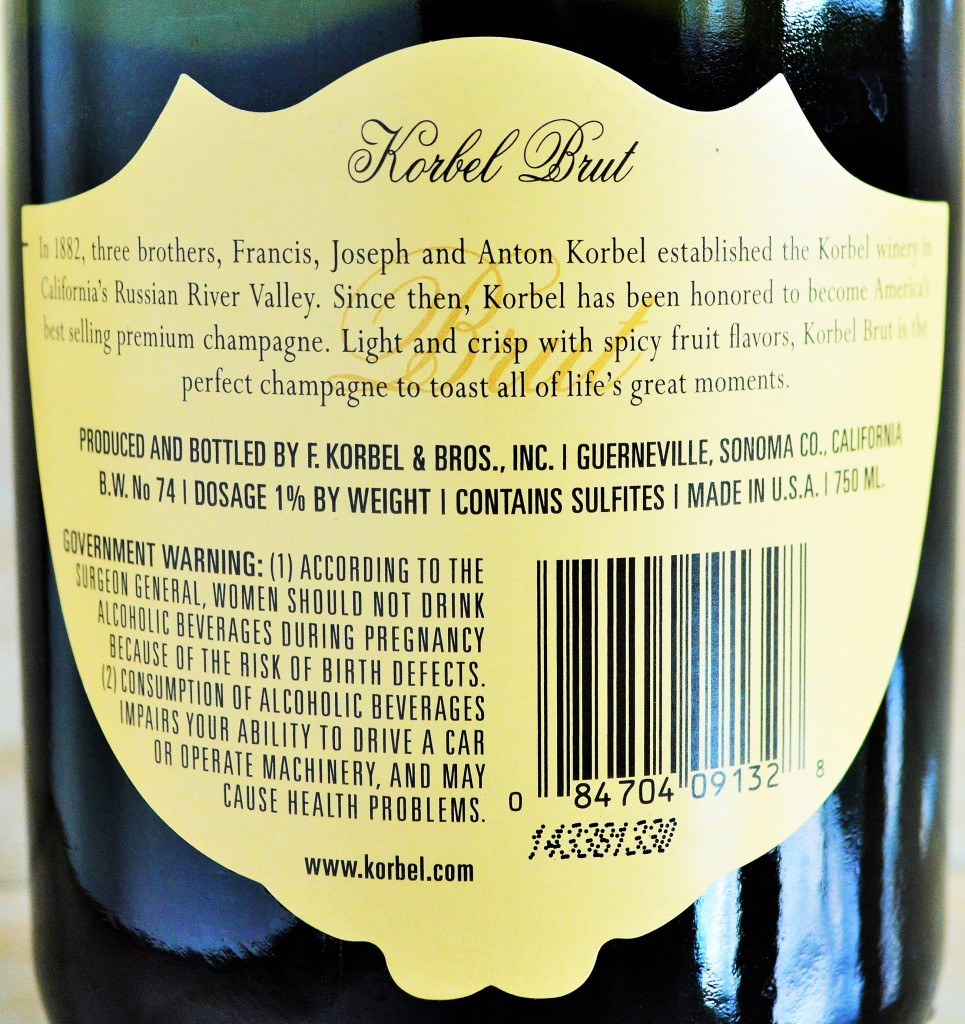 Korbel Brut
In 1882, three brothers, Francis, Joseph and Anton Korbel established the Korbel winery in
California's Russian River Valley. Since then, Korbel has been honored to become America's
best selling premium champagne. Light and crisp with spicy fruit flavors, Korbel Brut is the
perfect champagne to toast all of life's great moments.
Brut
PRODUCED AND BOTTLED BY F. KORBEL & BROS., INC. | GUERNEVILLE, SONOMA CO., CALIFORNIA
B.W. No 74 | DOSAGE 1% BY WEIGHT | CONTAINS SULFITES | MADE IN U.S.A. | 750 ML.
GOVERNMENT WARNING: (1) ACCORDING TO THE
SURGEON GENERAL, WOMEN SHOULD NOT DRINK
ALCOHOLIC BEVERAGES DURING PREGNANCY
BECAUSE OF THE RISK OF BIRTH DEFECTS.
(2) CONSUMPTION OF ALCOHOLIC BEVERAGES
IMPAIRS YOUR ABILITY TO DRIVE A CAR
OR OPERATE MACHINERY, AND MAY
CAUSE HEALTH PROBLEMS.
www.korbel.com
0 84704 09132 8